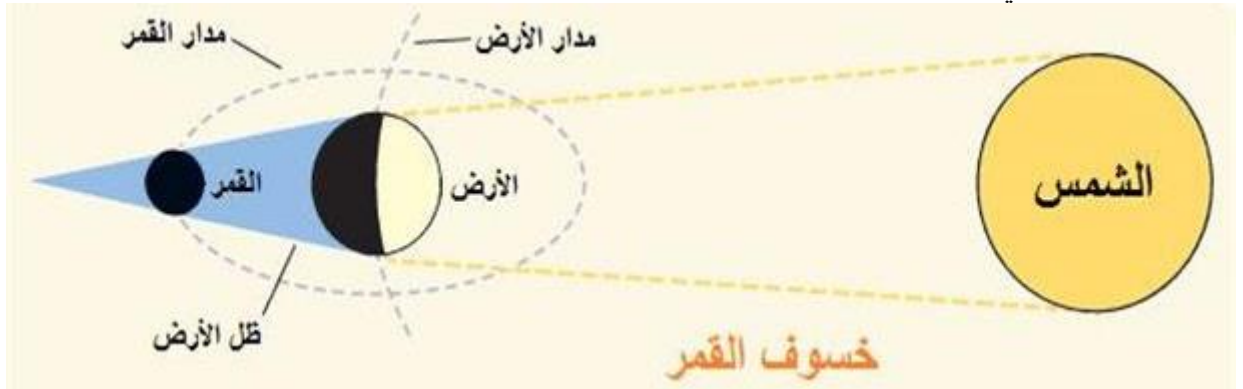 مدار الأرض
مدار القمر
الشمس
الأرض
القمر
ظل الأرض
خسوف القمر